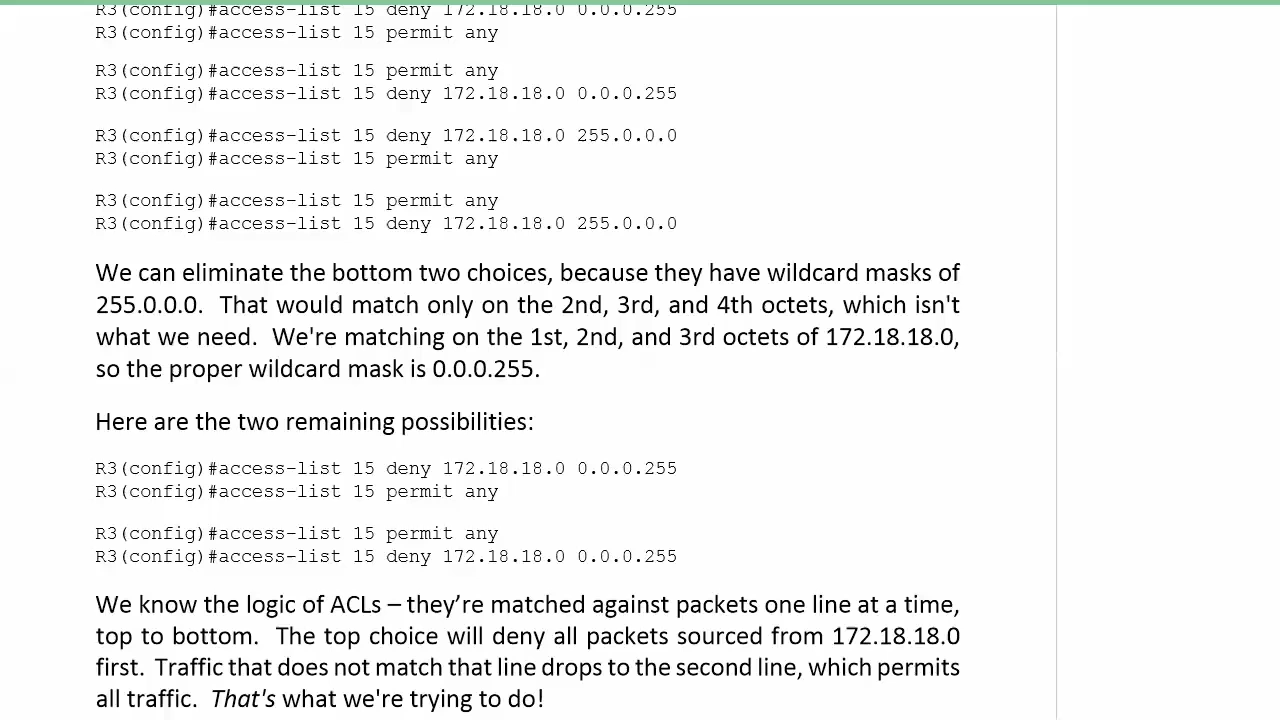 R3(config)#access-list 15 deny 172.18.18.0 0.0.0.255
R3(config)#access-list 15 permit any
R3(config)#access-list 15 permit any
R3(config)#access-list 15 deny 172.18.18.0 0.0.0.255
R3(config)#access-list 15 deny 172.18.18.0 255.0.0.0
R3(config)#access-list 15 permit any
R3(config)#access-list 15 permit any
R3(config)#access-list 15 deny 172.18.18.0 255.0.0.0
We can eliminate the bottom two choices, because they have wildcard masks of
255.0.0.0.  That would match only on the 2nd, 3rd, and 4th octets, which isn't
what we need.  We're matching on the 1st, 2nd, and 3rd octets of 172.18.18.0,
so the proper wildcard mask is 0.0.0.255.
Here are the two remaining possibilities:
R3(config)#access-list 15 deny 172.18.18.0 0.0.0.255
R3(config)#access-list 15 permit any
R3(config)#access-list 15 permit any
R3(config)#access-list 15 deny 172.18.18.0 0.0.0.255
We know the logic of ACLs – they’re matched against packets one line at a time,
top to bottom.  The top choice will deny all packets sourced from 172.18.18.0
first.  Traffic that does not match that line drops to the second line, which permits
all traffic.  That's what we're trying to do!